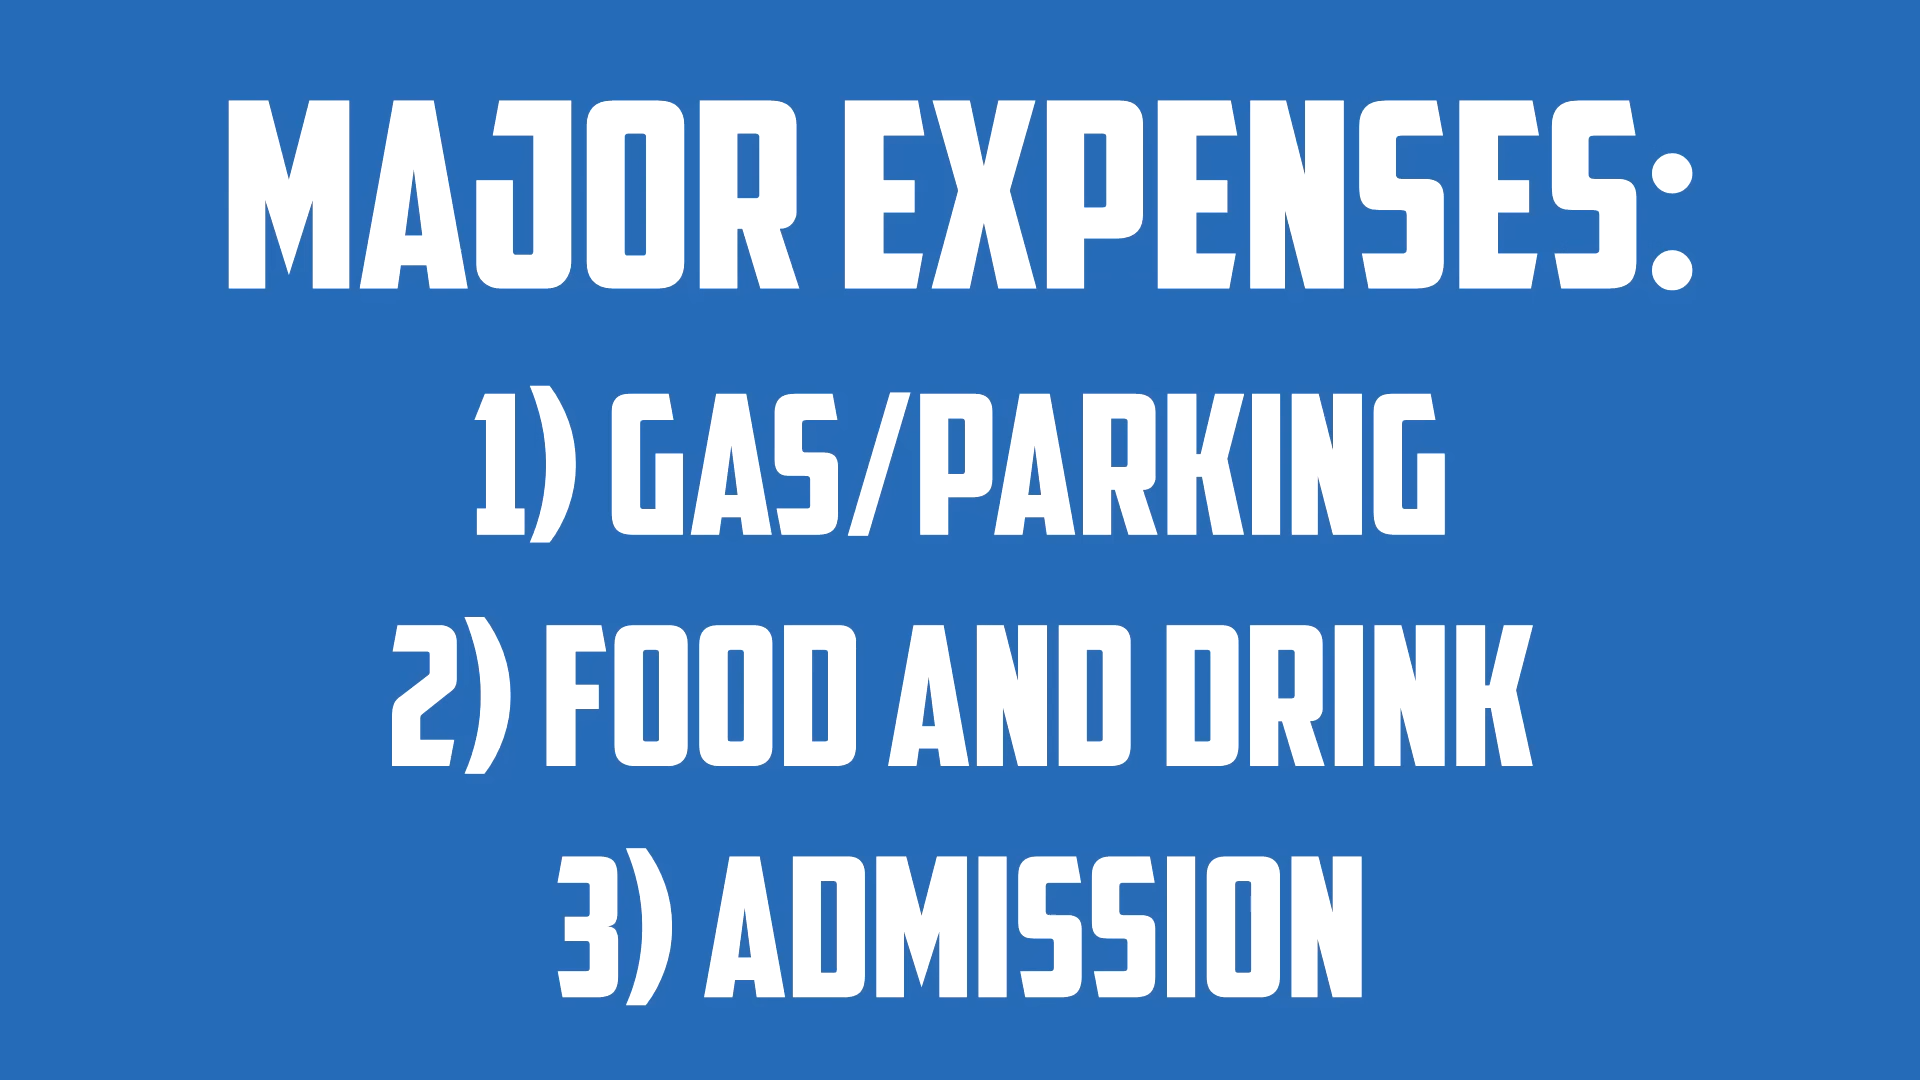 MAJOR EXPENSES:
1) GAS/PARKING
2) FOOD AND DRINK
3) ADMISSION